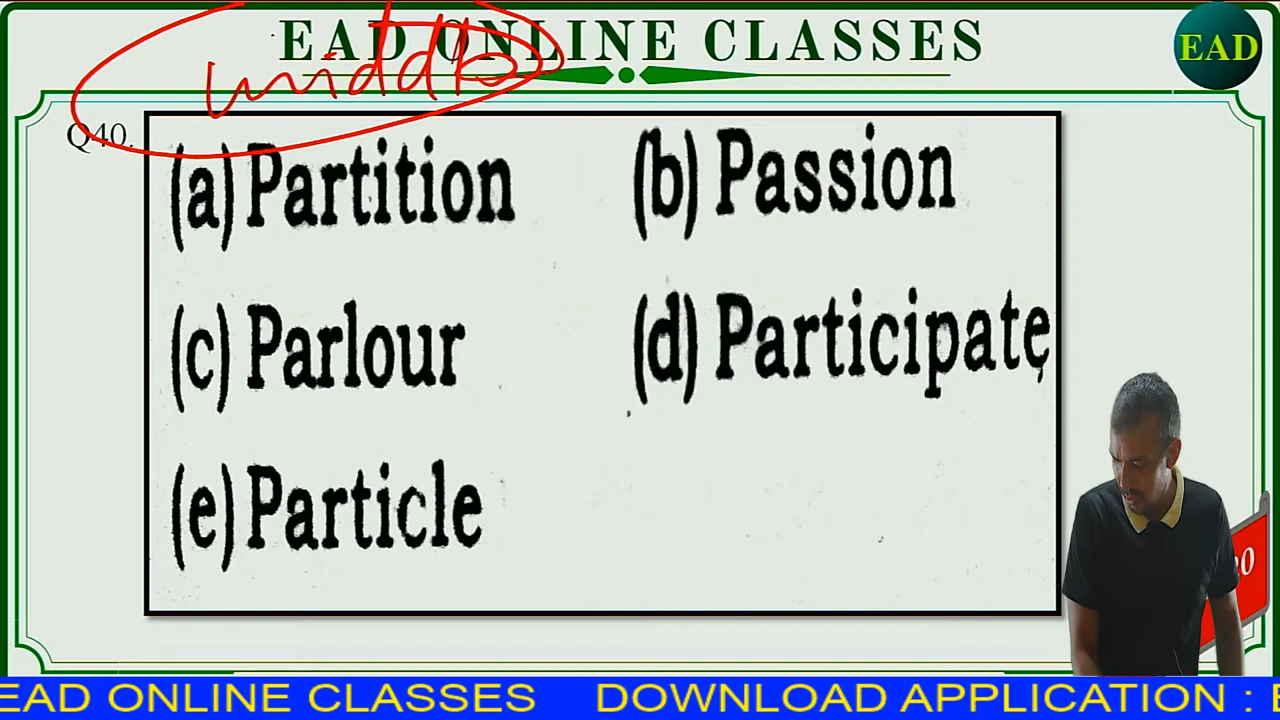 EAD ONLINE CLASSES
EAD
middle
Q40.
(a) Partition (b) Passion
(c) Parlour (d) Participate
(e) Particle
EAD ONLINE CLASSES DOWNLOAD APPLICATION :